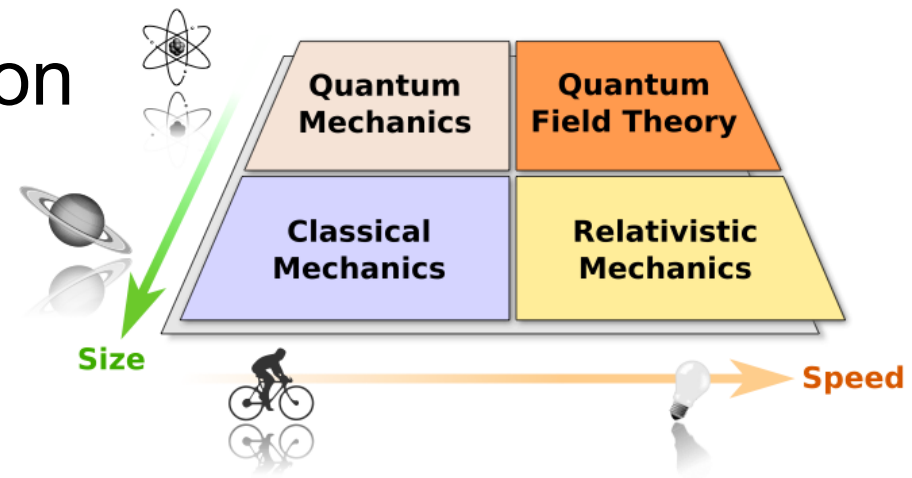 on
Quantum
Mechanics
Quantum
Field Theory
Classical
Mechanics
Relativistic
Mechanics
Size
Speed